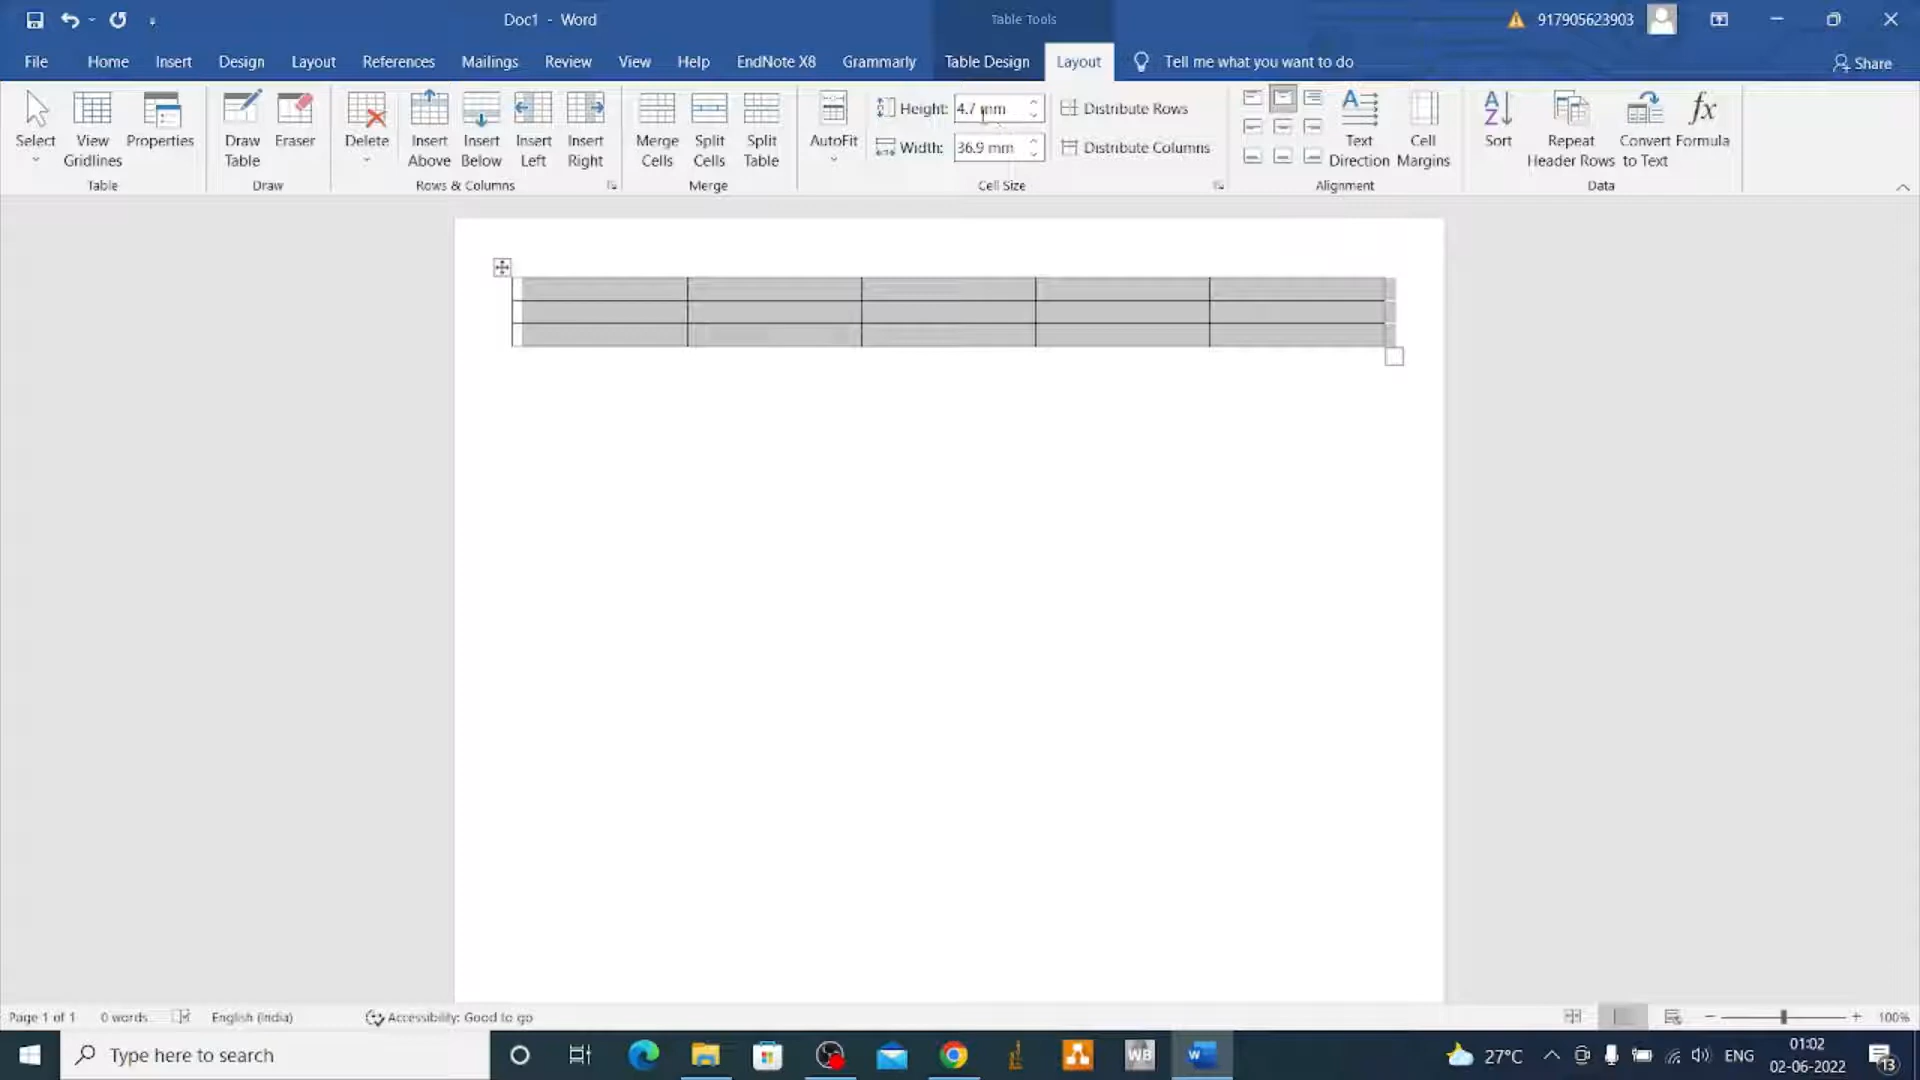 Doc1 - Word
Table Tools
917905623903
File Home Insert Design Layout References Mailings Review View Help EndNote X8 Grammarly Table Design Layout Tell me what you want to do Share
Select
View Gridlines
Properties
Table
Draw Table
Eraser
Draw
Delete
Insert Above
Insert Below
Insert Left
Insert Right
Rows & Columns
Merge Cells
Split Cells
Split Table
Merge
AutoFit
Height: 4.7 mm
Width: 36.9 mm
Distribute Rows
Distribute Columns
Cell Size
Text Direction
Cell Margins
Alignment
Sort
Repeat Header Rows
Convert to Text
fx
Formula
Data
Page 1 of 1 0 words English (India) Accessibility: Good to go 100%
Type here to search
WB
27°C
ENG
01:02
02-06-2022
13